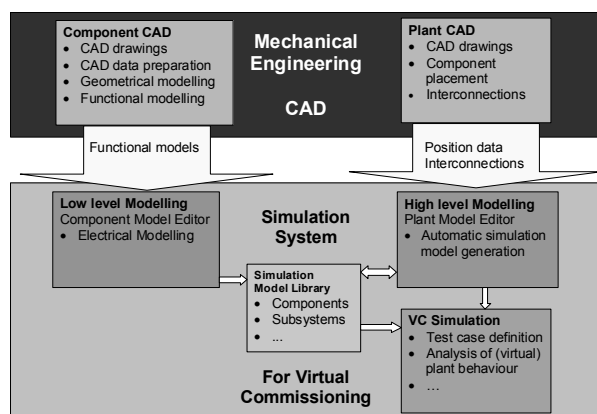 Component CAD
• CAD drawings
• CAD data preparation
• Geometrical modelling
• Functional modelling
Mechanical
Engineering
CAD
Plant CAD
• CAD drawings
• Component
placement
• Interconnections
Functional models
Position data
Interconnections
Low level Modelling
Component Model Editor
• Electrical Modelling
Simulation
System
High level Modelling
Plant Model Editor
• Automatic simulation
model generation
Simulation
Model Library
• Components
• Subsystems
• ...
VC Simulation
• Test case definition
• Analysis of (virtual)
plant behaviour
• ...
For Virtual
Commissioning